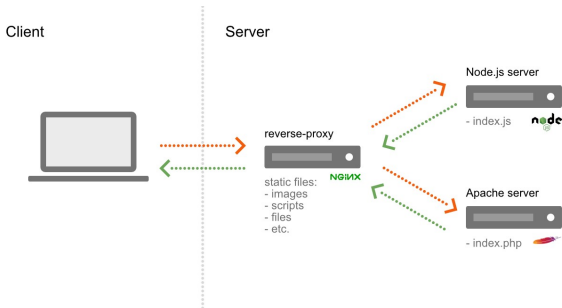 Client
Server
reverse-proxy
NGiNX
static files:
- images
- scripts
- files
- etc.
Node.js server
- index.js
node
JS
Apache server
- index.php